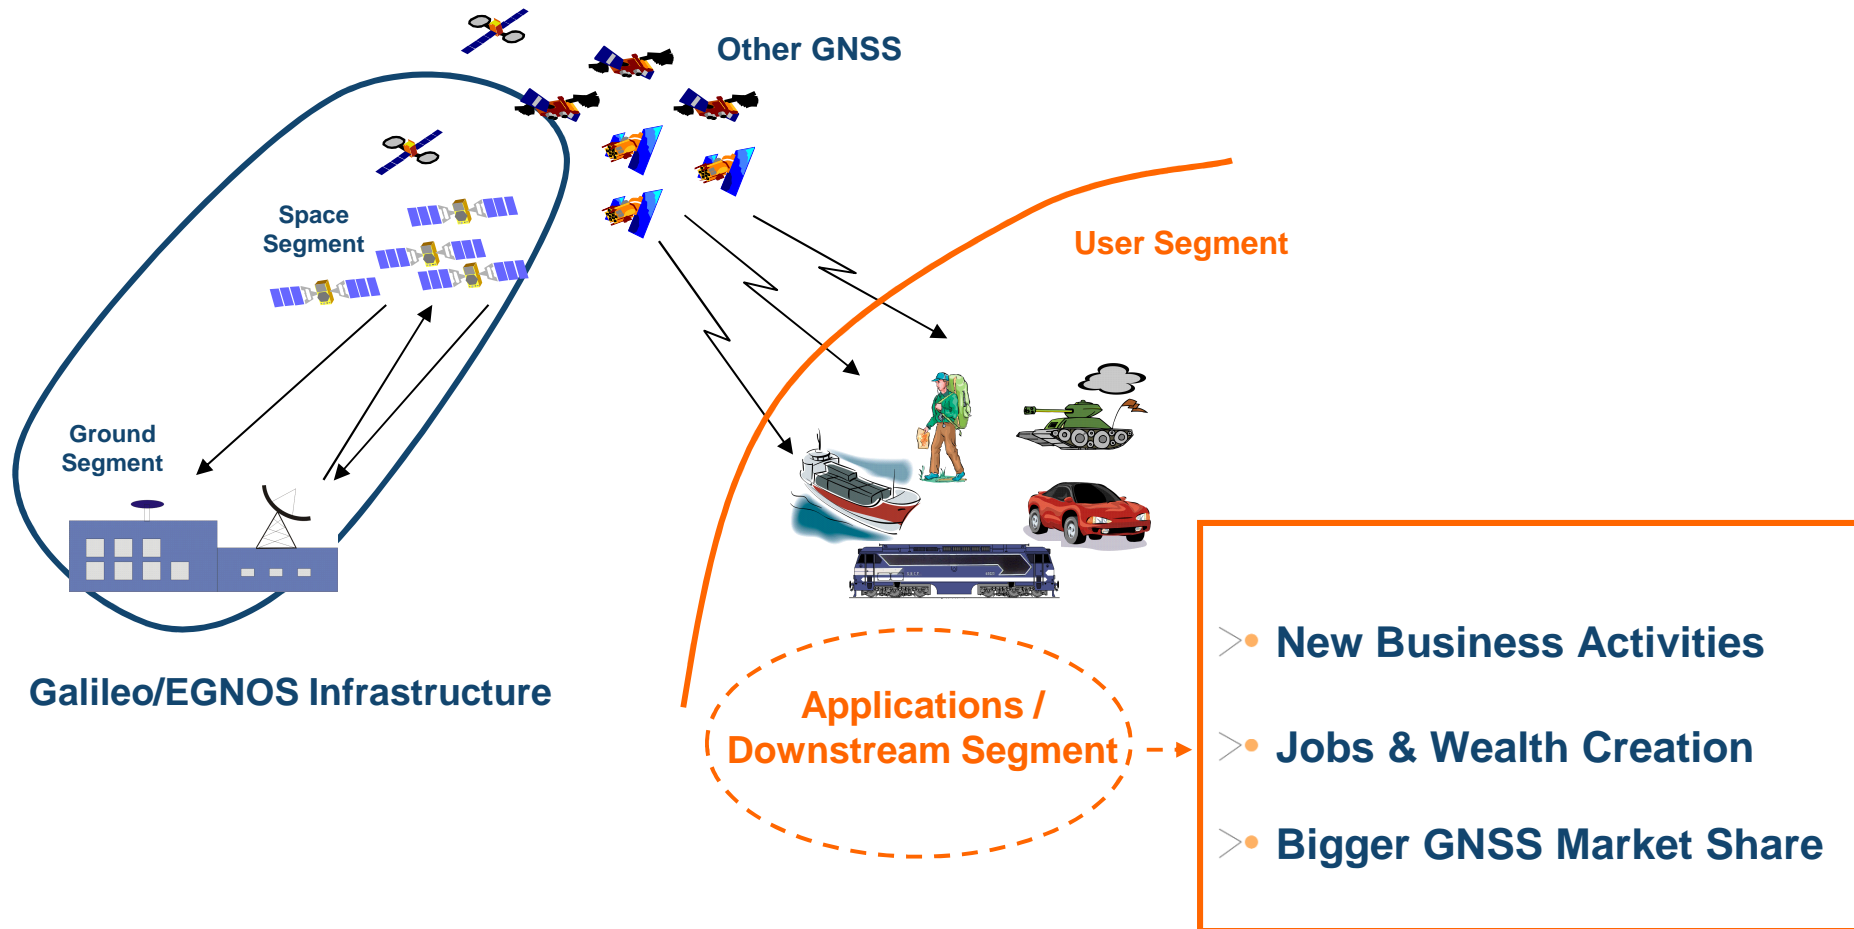 Other GNSS
Space
Segment
User Segment
Ground
Segment
Galileo/EGNOS Infrastructure
Applications /
Downstream Segment
New Business Activities
Jobs & Wealth Creation
Bigger GNSS Market Share